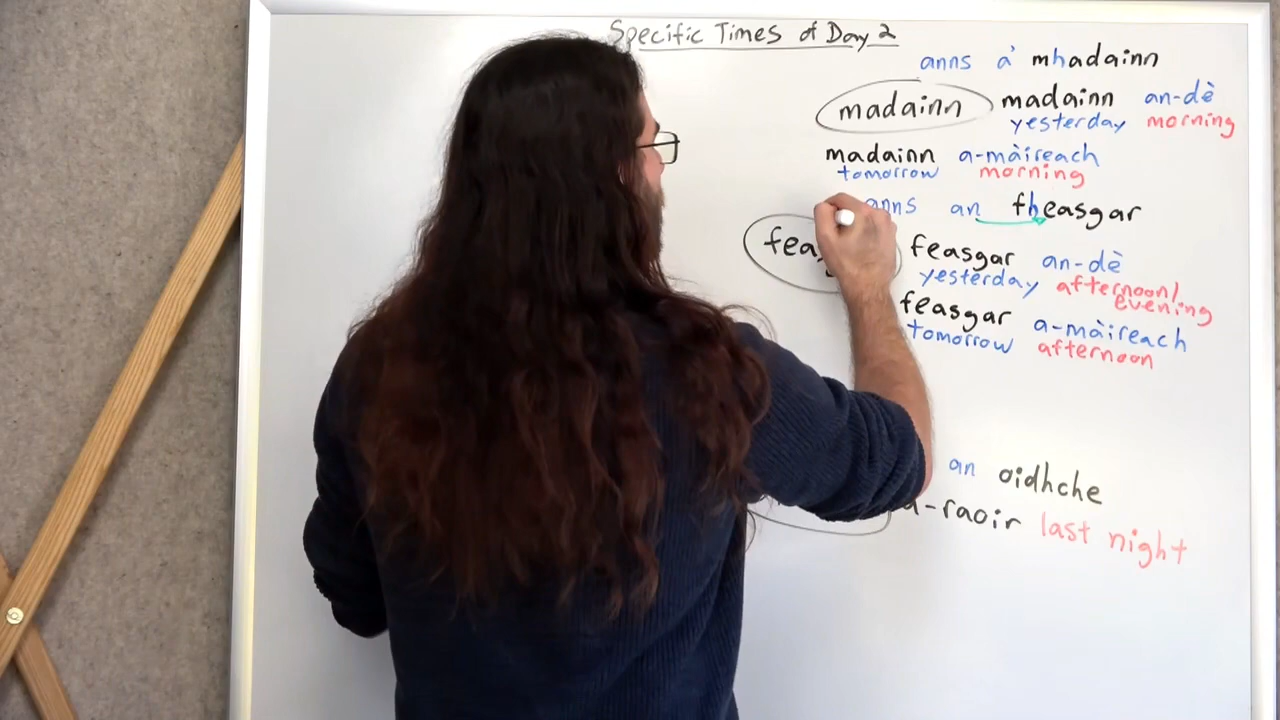 Specific Times of Day 2
anns a' mhadainn
madainn madainn an-dè
yesterday morning
madainn a-màireach
tomorrow morning
anns an fheasgar
feasgar an-dè
yesterday afternoon/
evening
feasgar a-màireach
tomorrow afternoon
an oidhche
a-raoir last night